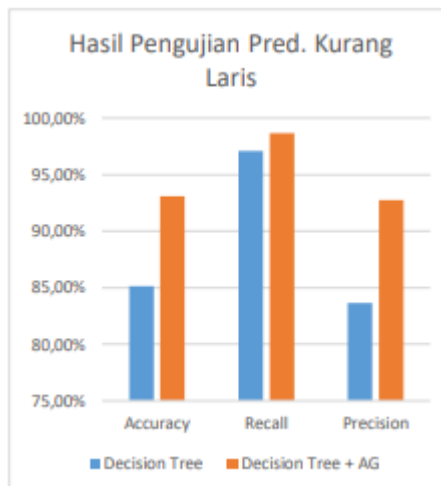 Hasil Pengujian Pred. Kurang
Laris
100,00%
95,00%
90,00%
85,00%
80,00%
75,00%
Accuracy Recall Precision
Decision Tree Decision Tree + AG